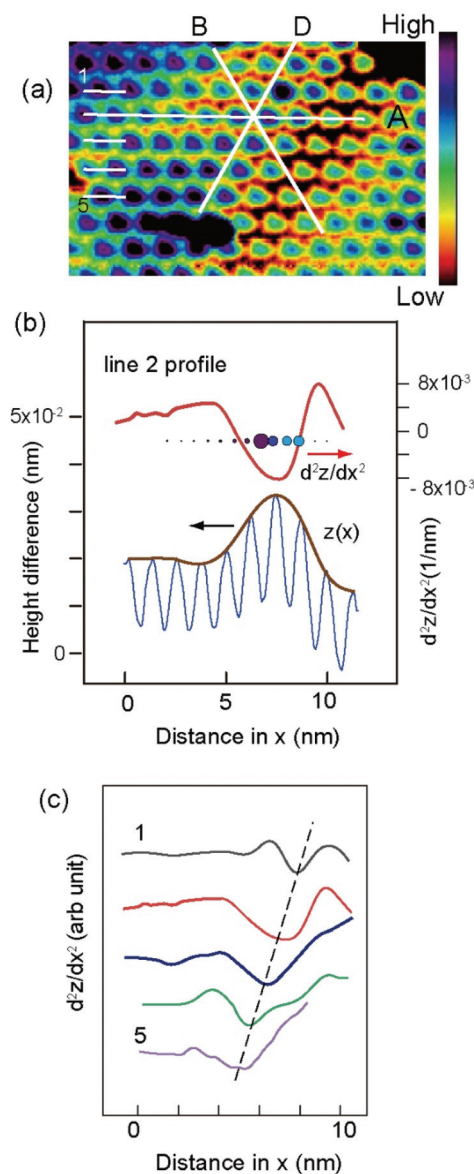 B D High
(a)
1
A
5
Low
(b)
line 2 profile
8x10⁻³
5x10⁻²
0
d²z/dx²
- 8x10⁻³
z(x)
Height difference (nm)
d²z/dx²(1/nm)
0
0 5 10
Distance in x (nm)
(c)
1
d²z/dx² (arb unit)
5
0 10
Distance in x (nm)